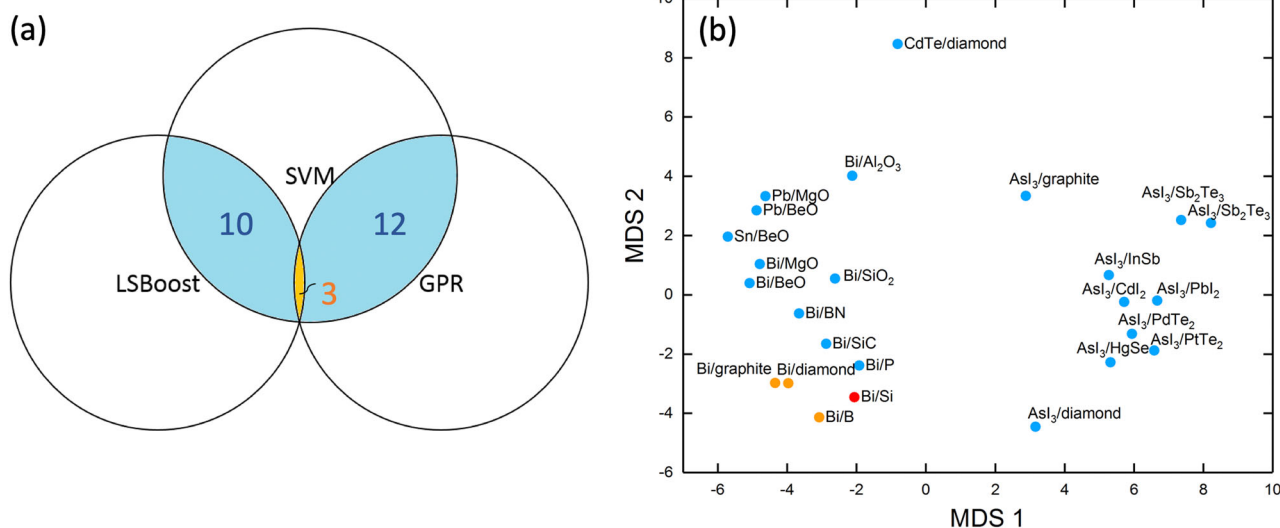 (a)
SVM
10
12
LSBoost
GPR
3
(b)
10
8
6
4
2
0
-2
-4
-6
MDS 2
CdTe/diamond
Bi/Al₂O₃
Pb/MgO
Pb/BeO
Sn/BeO
Bi/MgO
Bi/BeO
Bi/SiO₂
Bi/BN
Bi/SiC
Bi/P
Bi/graphite
Bi/diamond
Bi/Si
Bi/B
AsI₃/graphite
AsI₃/Sb₂Te₃
AsI₃/Sb₂Te₃
AsI₃/InSb
AsI₃/CdI₂
AsI₃/PbI₂
AsI₃/PdTe₂
AsI₃/PtTe₂
AsI₃/HgSe
AsI₃/diamond
-6 -4 -2 0 2 4 6 8 10
MDS 1